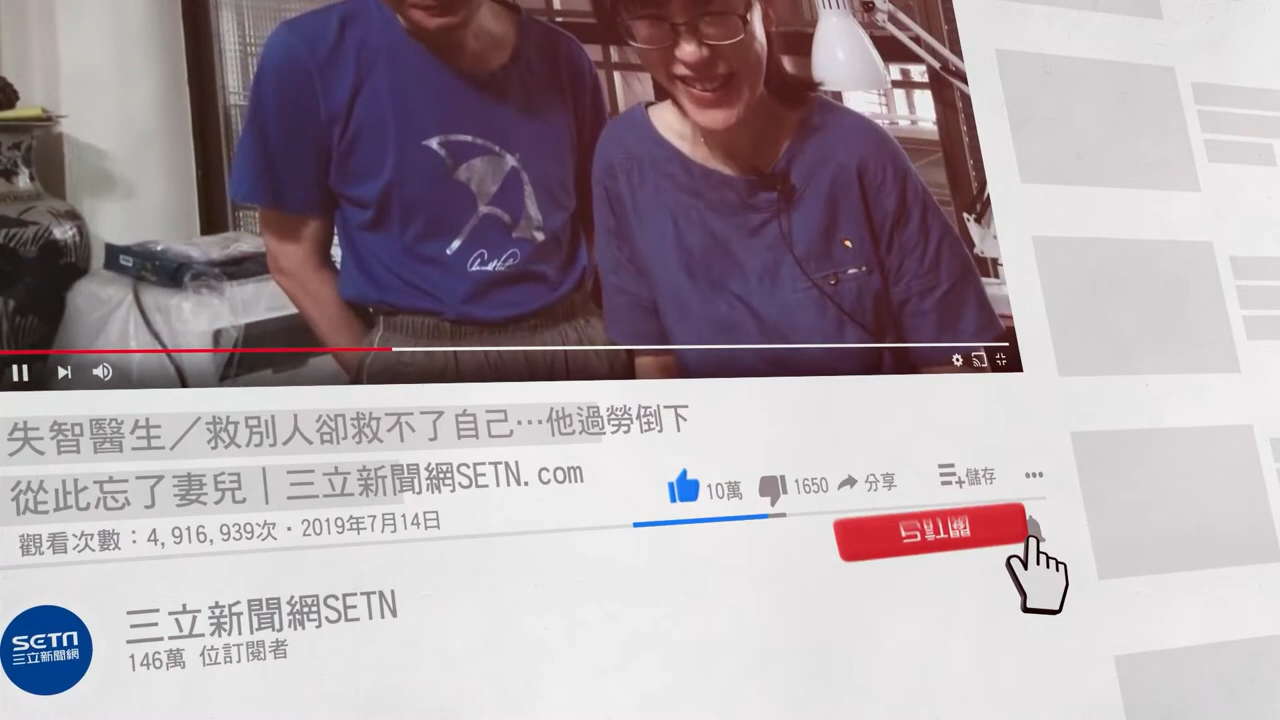 失智醫生／救別人卻救不了自己…他過勞倒下
從此忘了妻兒｜三立新聞網SETN.com
10萬
1650
分享
儲存
觀看次數：4,916,939次・2019年7月14日
三立新聞網SETN
146萬 位訂閱者
SETN
三立新聞網